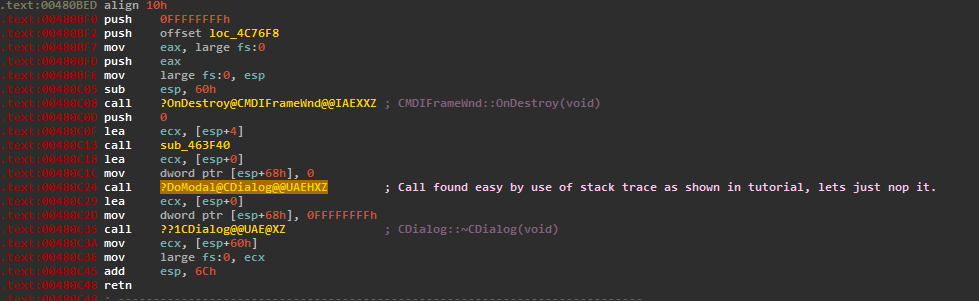 .text:00480BED align 10h
.text:00480BF0 push 0FFFFFFFFh
.text:00480BF2 push offset loc_4C76F8
.text:00480BF7 mov eax, large fs:0
.text:00480BFD push eax
.text:00480BFE mov large fs:0, esp
.text:00480C05 sub esp, 60h
.text:00480C08 call ?OnDestroy@CMDIFrameWnd@@IAEXXZ ; CMDIFrameWnd::OnDestroy(void)
.text:00480C0D push 0
.text:00480C0F lea ecx, [esp+4]
.text:00480C13 call sub_463F40
.text:00480C18 lea ecx, [esp+0]
.text:00480C1C mov dword ptr [esp+68h], 0
.text:00480C24 call ?DoModal@CDialog@@UAEHXZ ; Call found easy by use of stack trace as shown in tutorial, lets just nop it.
.text:00480C29 lea ecx, [esp+0]
.text:00480C2D mov dword ptr [esp+68h], 0FFFFFFFFh
.text:00480C35 call ??1CDialog@@UAE@XZ ; CDialog::~CDialog(void)
.text:00480C3A mov ecx, [esp+60h]
.text:00480C3E mov large fs:0, ecx
.text:00480C45 add esp, 6Ch
.text:00480C48 retn